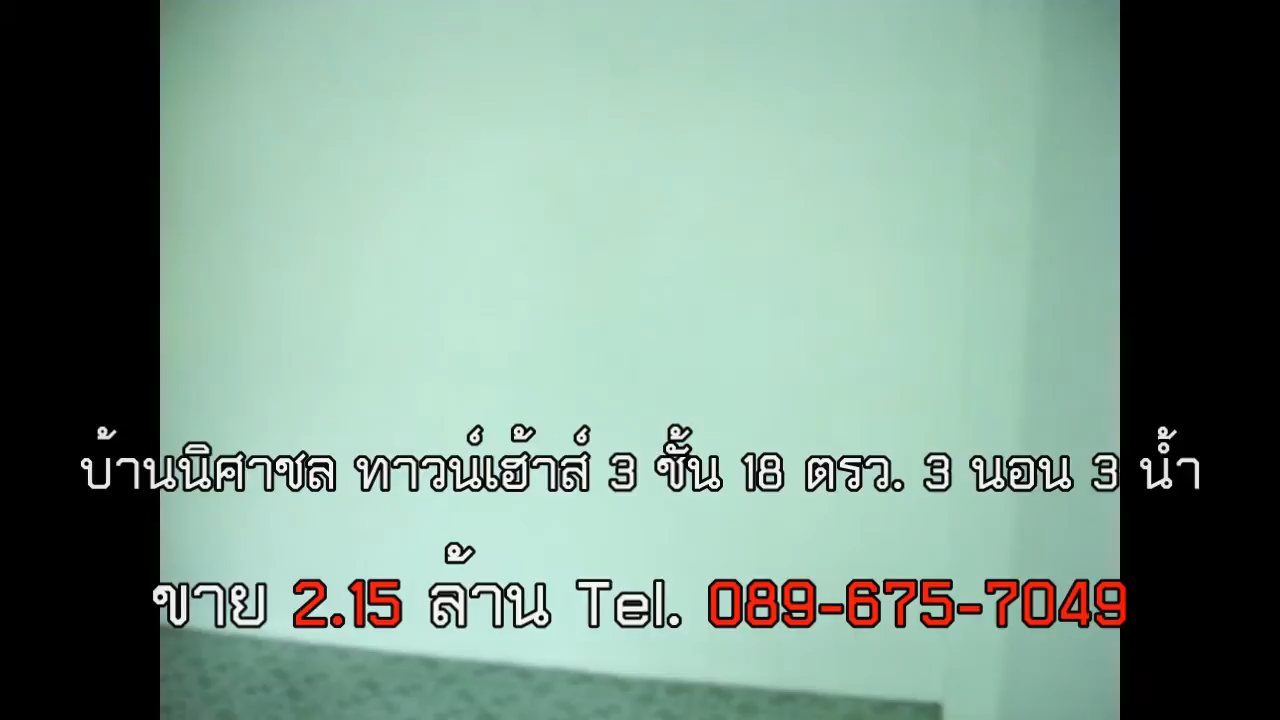 บ้านนิศาชล ทาวน์เฮ้าส์ 3 ชั้น 18 ตรว. 3 นอน 3 น้ำ
ขาย 2.15 ล้าน Tel. 089-675-7049